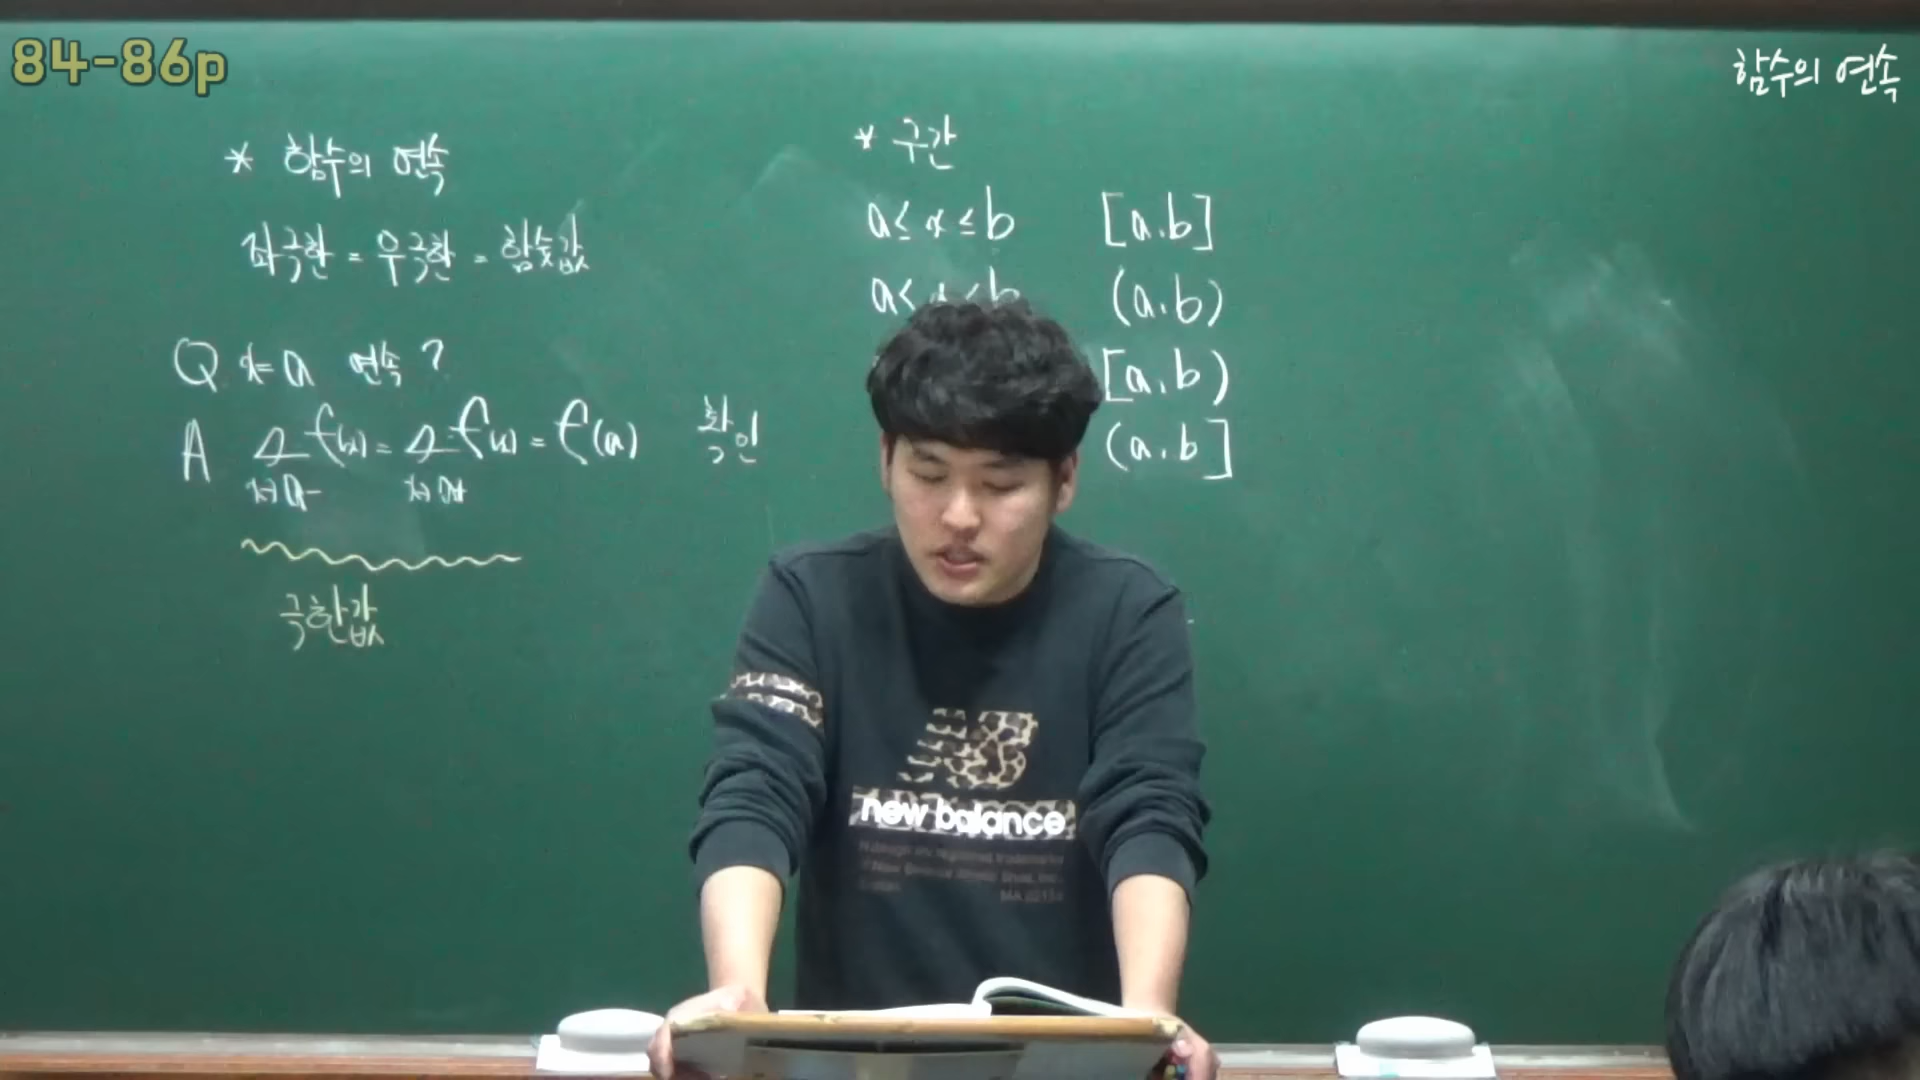 84-86p
함수의 연속
* 함수의 연속
좌극한 = 우극한 = 함숫값
Q x=a 연속 ?
A lim f(x) = lim f(x) = f(a) 확인
x→a- x→a+
극한값
* 구간
a≤x≤b [a.b]
a<x<b (a.b)
[a.b)
(a.b]
new balance